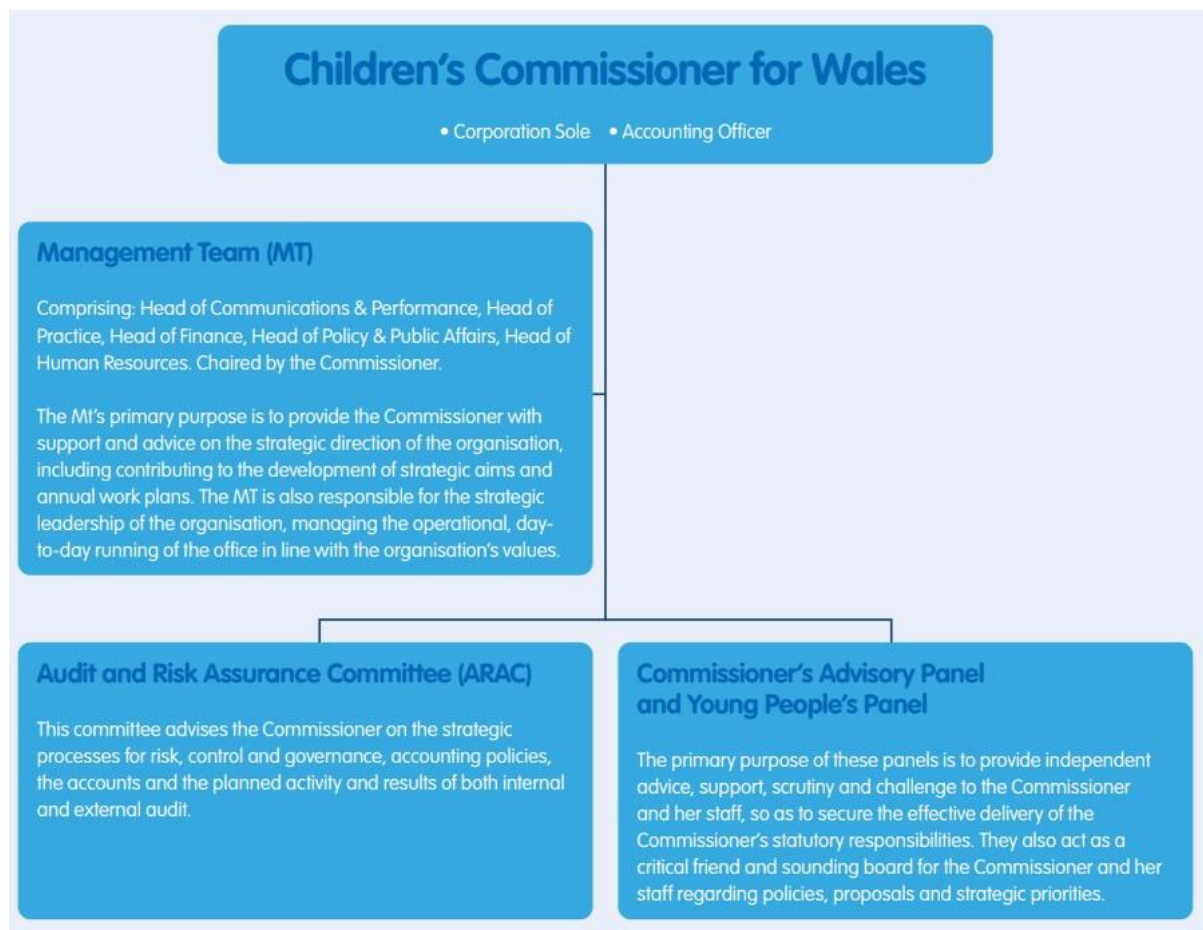 Children's Commissioner for Wales
• Corporation Sole • Accounting Officer
Management Team (MT)
Comprising: Head of Communications & Performance, Head of
Practice, Head of Finance, Head of Policy & Public Affairs, Head of
Human Resources. Chaired by the Commissioner.
The Mt's primary purpose is to provide the Commissioner with
support and advice on the strategic direction of the organisation,
including contributing to the development of strategic aims and
annual work plans. The MT is also responsible for the strategic
leadership of the organisation, managing the operational, day-
to-day running of the office in line with the organisation's values.
Audit and Risk Assurance Committee (ARAC)
This committee advises the Commissioner on the strategic
processes for risk, control and governance, accounting policies,
the accounts and the planned activity and results of both internal
and external audit.
Commissioner's Advisory Panel
and Young People's Panel
The primary purpose of these panels is to provide independent
advice, support, scrutiny and challenge to the Commissioner
and her staff, so as to secure the effective delivery of the
Commissioner's statutory responsibilities. They also act as a
critical friend and sounding board for the Commissioner and her
staff regarding policies, proposals and strategic priorities.